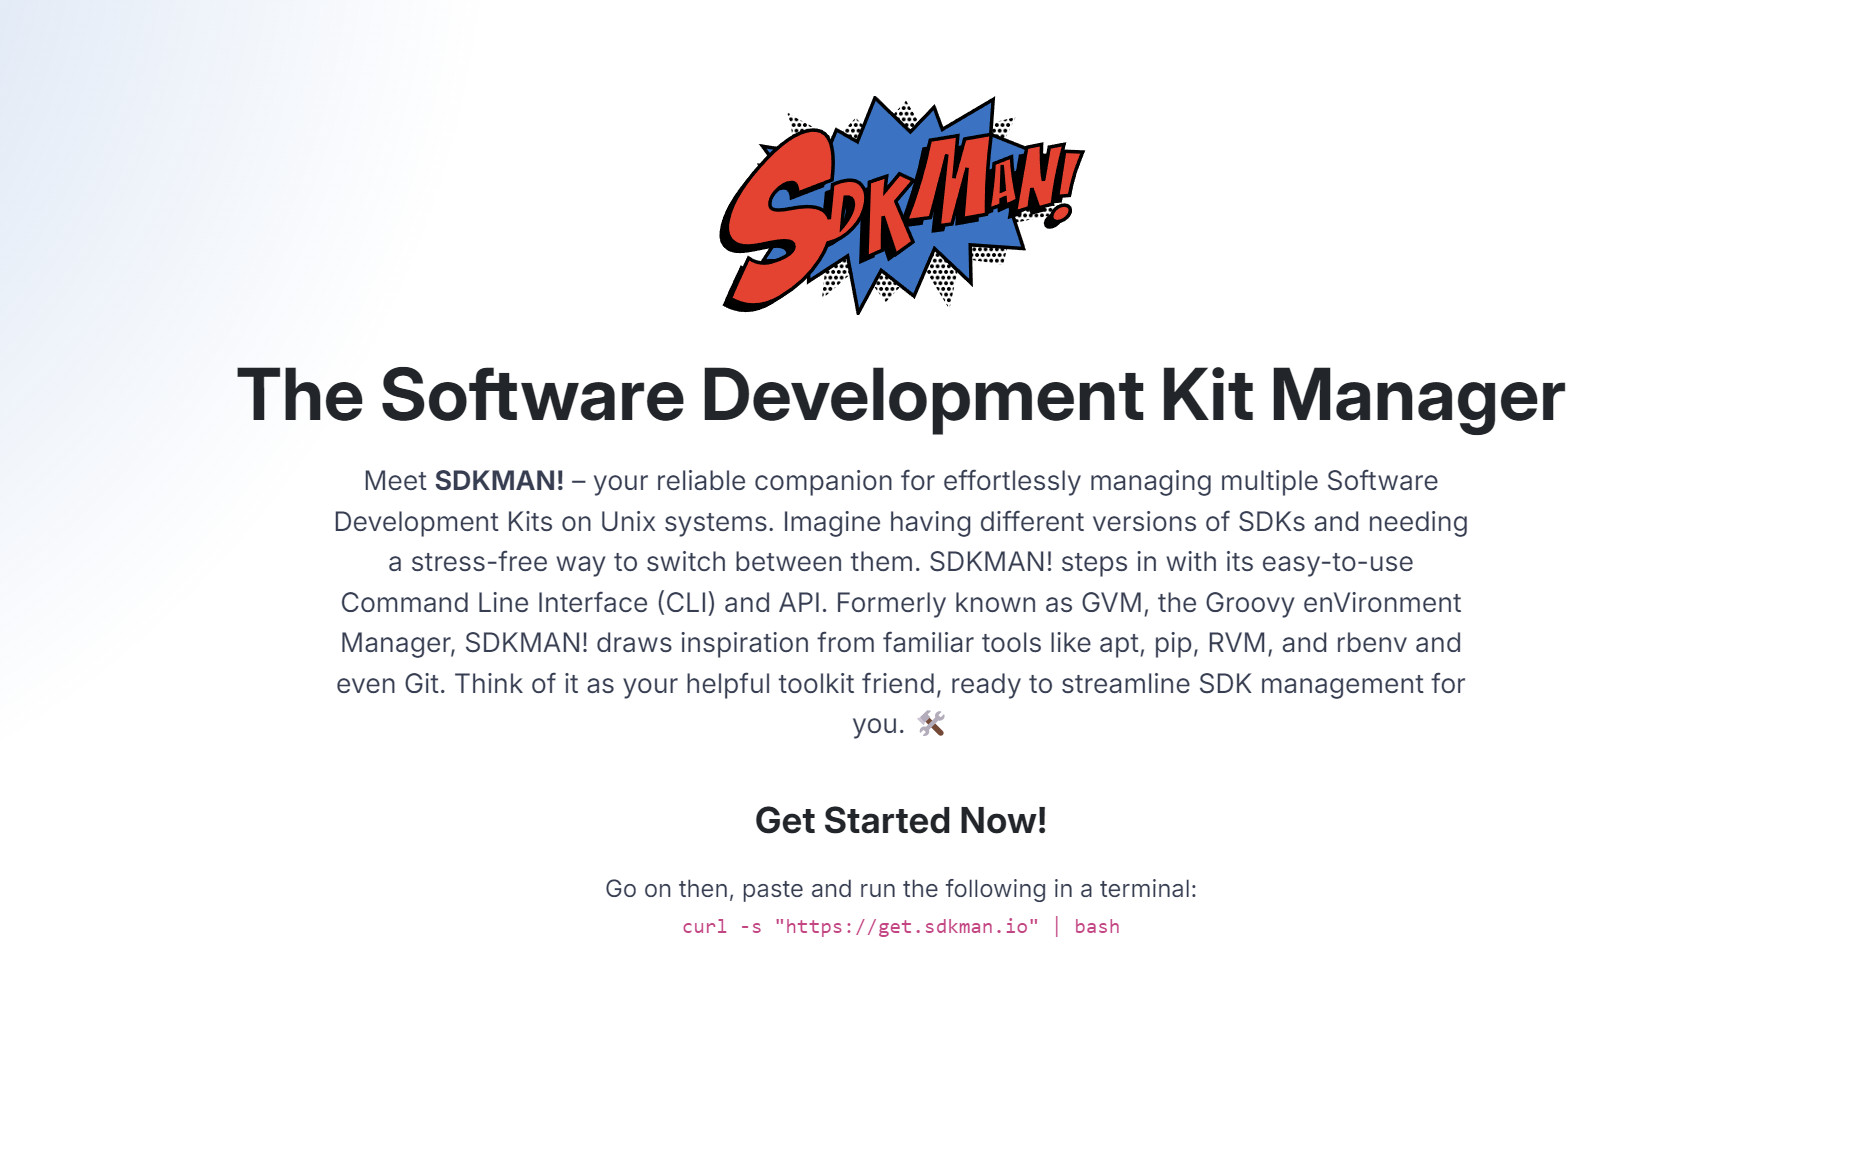 SDKMAN!
The Software Development Kit Manager
Meet SDKMAN! – your reliable companion for effortlessly managing multiple Software
Development Kits on Unix systems. Imagine having different versions of SDKs and needing
a stress-free way to switch between them. SDKMAN! steps in with its easy-to-use
Command Line Interface (CLI) and API. Formerly known as GVM, the Groovy enVironment
Manager, SDKMAN! draws inspiration from familiar tools like apt, pip, RVM, and rbenv and
even Git. Think of it as your helpful toolkit friend, ready to streamline SDK management for
you. 🛠️
Get Started Now!
Go on then, paste and run the following in a terminal:
curl -s "https://get.sdkman.io" | bash